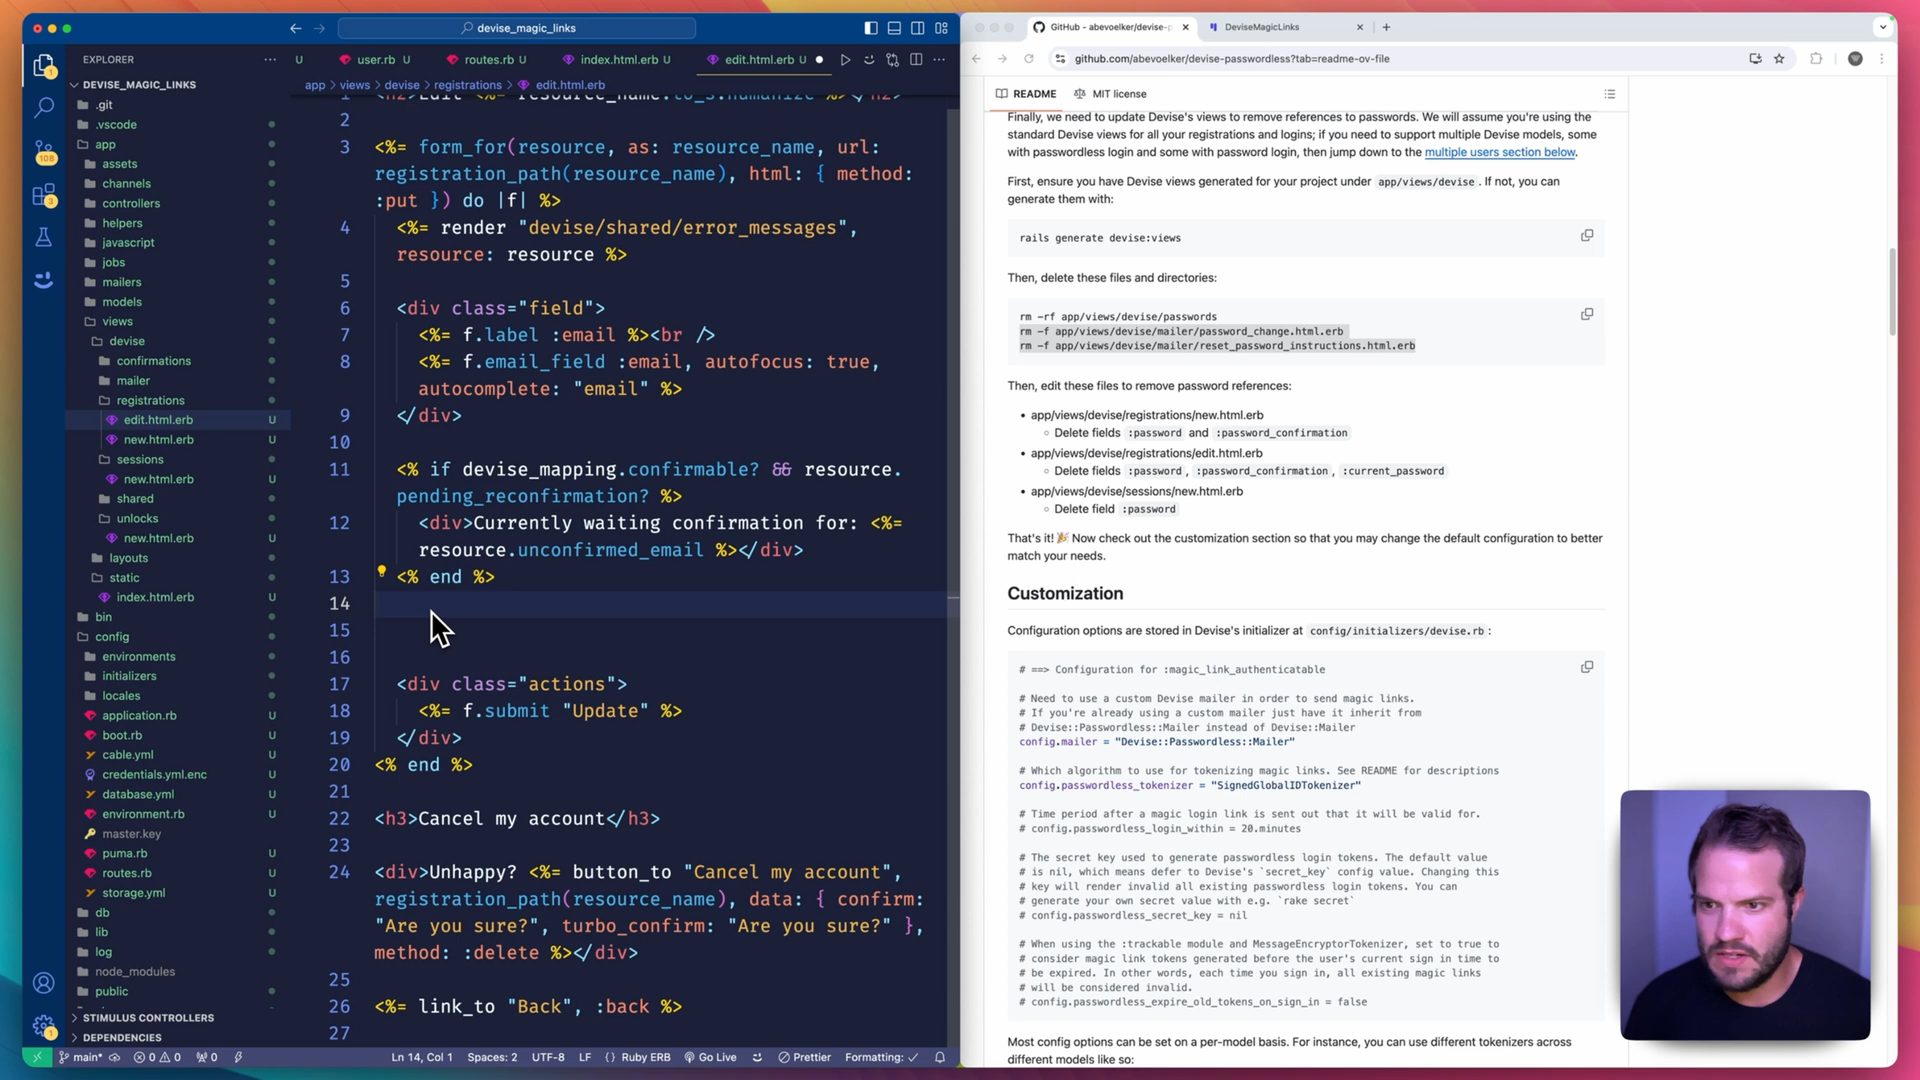 devise_magic_links
GitHub - abevoelker/devise-p
DeviseMagicLinks
EXPLORER
U
user.rb U
routes.rb U
index.html.erb U
edit.html.erb U
github.com/abevoelker/devise-passwordless?tab=readme-ov-file
DEVISE_MAGIC_LINKS
app > views > devise > registrations > edit.html.erb
.git
.vscode
app
assets
channels
controllers
helpers
javascript
jobs
mailers
models
views
devise
confirmations
mailer
registrations
edit.html.erb U
new.html.erb U
sessions
new.html.erb U
shared
unlocks
new.html.erb U
layouts
static
index.html.erb U
bin
config
environments
initializers
locales
application.rb U
boot.rb U
cable.yml U
credentials.yml.enc U
database.yml U
environment.rb U
master.key
puma.rb U
routes.rb U
storage.yml U
db
lib
log
node_modules
public
STIMULUS CONTROLLERS
DEPENDENCIES
108
1
3
1
1 <h2>Edit <%= resource_name.to_s.humanize %></h2>
2
3 <%= form_for(resource, as: resource_name, url:
registration_path(resource_name), html: { method:
:put }) do |f| %>
4 <%= render "devise/shared/error_messages",
resource: resource %>
5
6 <div class="field">
7 <%= f.label :email %><br />
8 <%= f.email_field :email, autofocus: true,
autocomplete: "email" %>
9 </div>
10
11 <% if devise_mapping.confirmable? && resource.
pending_reconfirmation? %>
12 <div>Currently waiting confirmation for: <%=
resource.unconfirmed_email %></div>
13 <% end %>
14
15
16
17 <div class="actions">
18 <%= f.submit "Update" %>
19 </div>
20 <% end %>
21
22 <h3>Cancel my account</h3>
23
24 <div>Unhappy? <%= button_to "Cancel my account",
registration_path(resource_name), data: { confirm:
"Are you sure?", turbo_confirm: "Are you sure?" },
method: :delete %></div>
25
26 <%= link_to "Back", :back %>
27
main* 0 0 0 Ln 14, Col 1 Spaces: 2 UTF-8 LF {} Ruby ERB Go Live Prettier Formatting:
README MIT license
Finally, we need to update Devise's views to remove references to passwords. We will assume you're using the
standard Devise views for all your registrations and logins; if you need to support multiple Devise models, some
with passwordless login and some with password login, then jump down to the multiple users section below.
First, ensure you have Devise views generated for your project under app/views/devise. If not, you can
generate them with:
rails generate devise:views
Then, delete these files and directories:
rm -rf app/views/devise/passwords
rm -f app/views/devise/mailer/password_change.html.erb
rm -f app/views/devise/mailer/reset_password_instructions.html.erb
Then, edit these files to remove password references:
• app/views/devise/registrations/new.html.erb
○ Delete fields :password and :password_confirmation
• app/views/devise/registrations/edit.html.erb
○ Delete fields :password, :password_confirmation, :current_password
• app/views/devise/sessions/new.html.erb
○ Delete field :password
That's it! 🎉 Now check out the customization section so that you may change the default configuration to better
match your needs.
Customization
Configuration options are stored in Devise's initializer at config/initializers/devise.rb:
# ==> Configuration for :magic_link_authenticatable
# Need to use a custom Devise mailer in order to send magic links.
# If you're already using a custom mailer just have it inherit from
# Devise::Passwordless::Mailer instead of Devise::Mailer
config.mailer = "Devise::Passwordless::Mailer"
# Which algorithm to use for tokenizing magic links. See README for descriptions
config.passwordless_tokenizer = "SignedGlobalIDTokenizer"
# Time period after a magic login link is sent out that it will be valid for.
# config.passwordless_login_within = 20.minutes
# The secret key used to generate passwordless login tokens. The default value
# is nil, which means defer to Devise's `secret_key` config value. Changing this
# key will render invalid all existing passwordless login tokens. You can
# generate your own secret value with e.g. `rake secret`
# config.passwordless_secret_key = nil
# When using the :trackable module and MessageEncryptorTokenizer, set to true to
# consider magic link tokens generated before the user's current sign in time to
# be expired. In other words, each time you sign in, all existing magic links
# will be considered invalid.
# config.passwordless_expire_old_tokens_on_sign_in = false
Most config options can be set on a per-model basis. For instance, you can use different tokenizers across
different models like so: